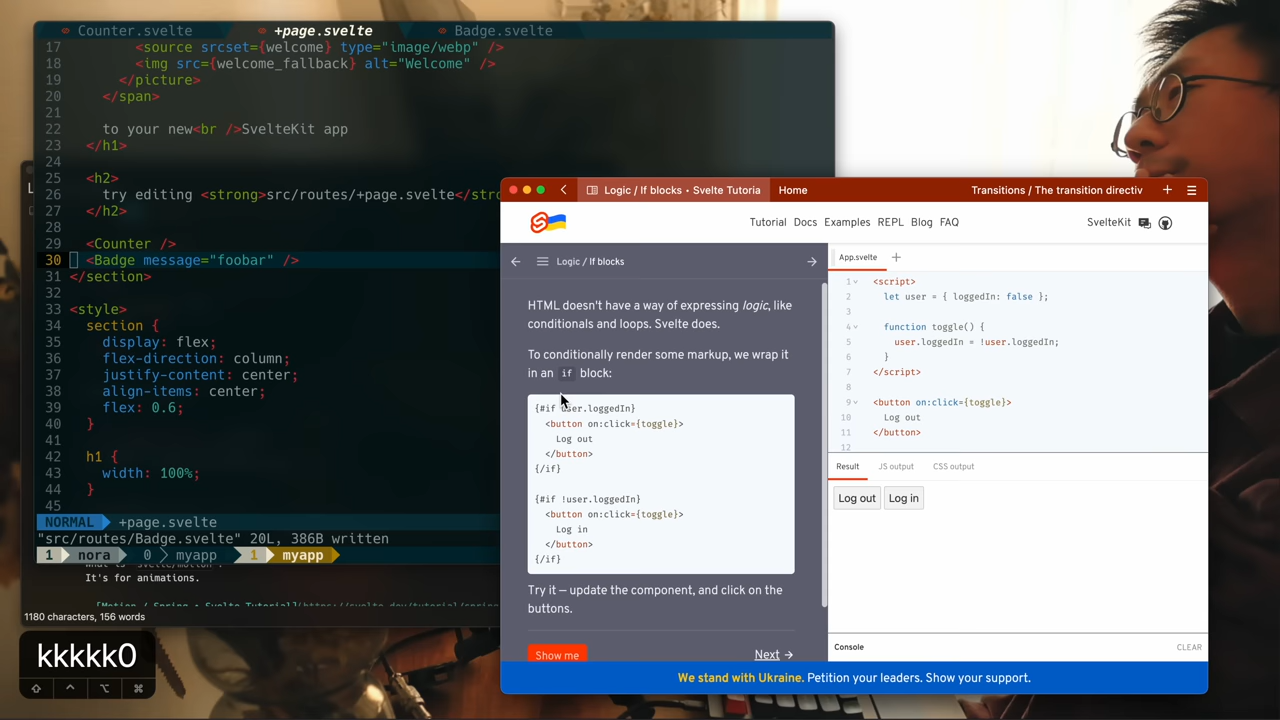 Counter.svelte +page.svelte Badge.svelte
17 <source srcset={welcome} type="image/webp" />
18 <img src={welcome_fallback} alt="Welcome" />
19 </picture>
20 </span>
21
22 to your new<br />SvelteKit app
23 </h1>
24
25 <h2>
26 try editing <strong>src/routes/+page.svelte</stro
27 </h2>
28
29 <Counter />
30 <Badge message="foobar" />
31 </section>
32
33 <style>
34 section {
35 display: flex;
36 flex-direction: column;
37 justify-content: center;
38 align-items: center;
39 flex: 0.6;
40 }
41
42 h1 {
43 width: 100%;
44 }
45
NORMAL +page.svelte
"src/routes/Badge.svelte" 20L, 386B written
1 nora 0 myapp 1 myapp
It's for animations.
1180 characters, 156 words
kkkkk0
Logic / If blocks • Svelte Tutoria Home Transitions / The transition directiv
Tutorial Docs Examples REPL Blog FAQ SvelteKit
Logic / If blocks
HTML doesn't have a way of expressing logic, like
conditionals and loops. Svelte does.
To conditionally render some markup, we wrap it
in an if block:
{#if user.loggedIn}
<button on:click={toggle}>
Log out
</button>
{/if}
{#if !user.loggedIn}
<button on:click={toggle}>
Log in
</button>
{/if}
Try it — update the component, and click on the
buttons.
Show me Next
App.svelte
1 <script>
2 let user = { loggedIn: false };
3
4 function toggle() {
5 user.loggedIn = !user.loggedIn;
6 }
7 </script>
8
9 <button on:click={toggle}>
10 Log out
11 </button>
12
Result JS output CSS output
Log out Log in
Console CLEAR
We stand with Ukraine. Petition your leaders. Show your support.